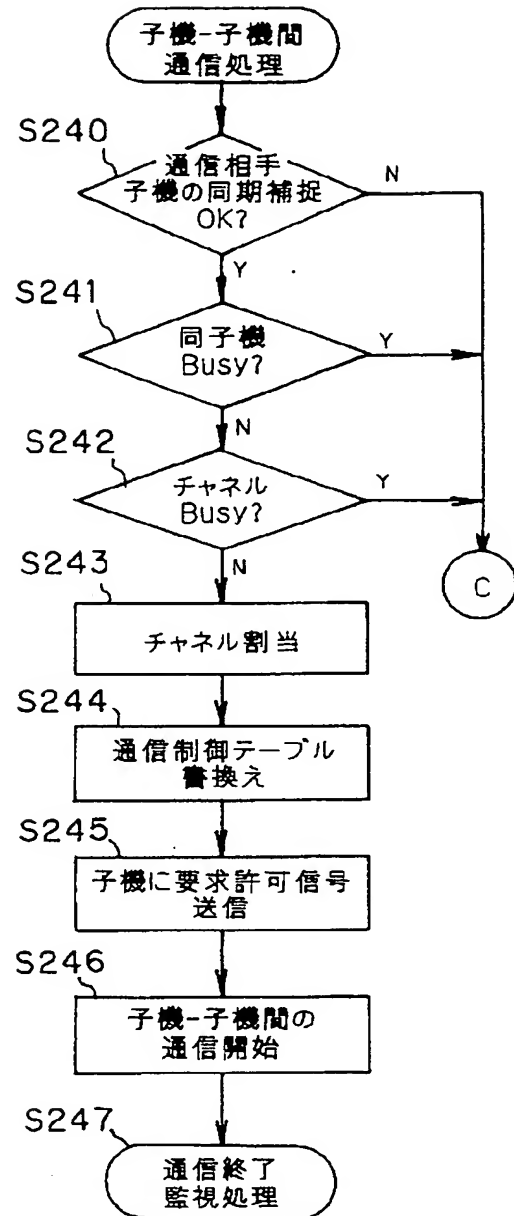 子機-子機間
通信処理
S240
通信相手
子機の同期補捉
OK?
N
Y
S241
同子機
Busy?
Y
N
S242
チャネル
Busy?
Y
N
C
S243
チャネル割当
S244
通信制御テーブル
書換え
S245
子機に要求許可信号
送信
S246
子機-子機間の
通信開始
S247
通信終了
監視処理